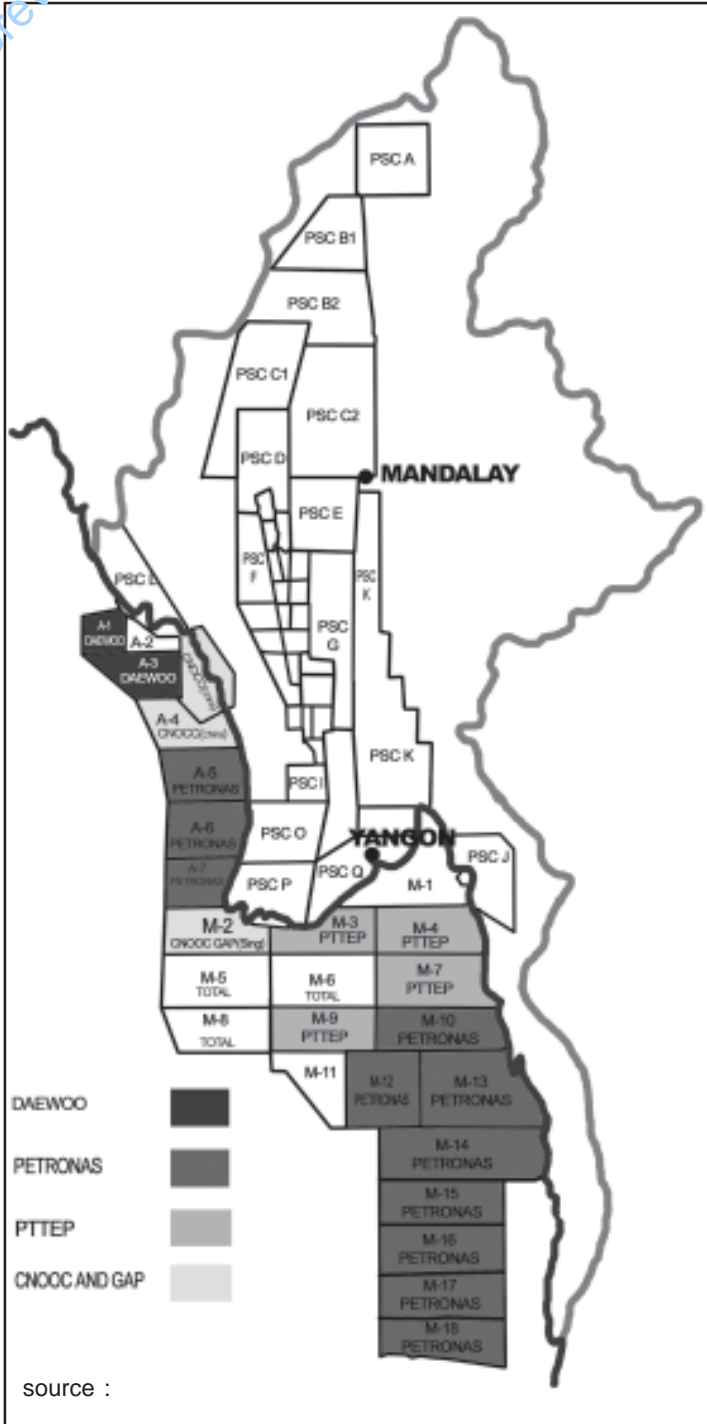 PSC A
PSC B1
PSC B2
PSC C1
PSC C2
PSC D
MANDALAY
PSC E
PSC
F
PSC
K
PSC L
PSC
G
A-1
DAEWOO
A-2
A-3
DAEWOO
A-4
CNOCC(China)
PSC K
A-5
PETRONAS
PSC I
A-6
PETRONAS
PSC O
YANGON
PSC J
A-7
PETRONAS
PSC P
PSC Q
M-1
M-2
CNOOC GAP(Sing)
M-3
PTTEP
M-4
PTTEP
M-5
TOTAL
M-6
TOTAL
M-7
PTTEP
M-8
TOTAL
M-9
PTTEP
M-10
PETRONAS
M-11
M-12
PETRONAS
M-13
PETRONAS
DAEWOO
M-14
PETRONAS
PETRONAS
M-15
PETRONAS
PTTEP
M-16
PETRONAS
CNOOC AND GAP
M-17
PETRONAS
M-18
PETRONAS
source :